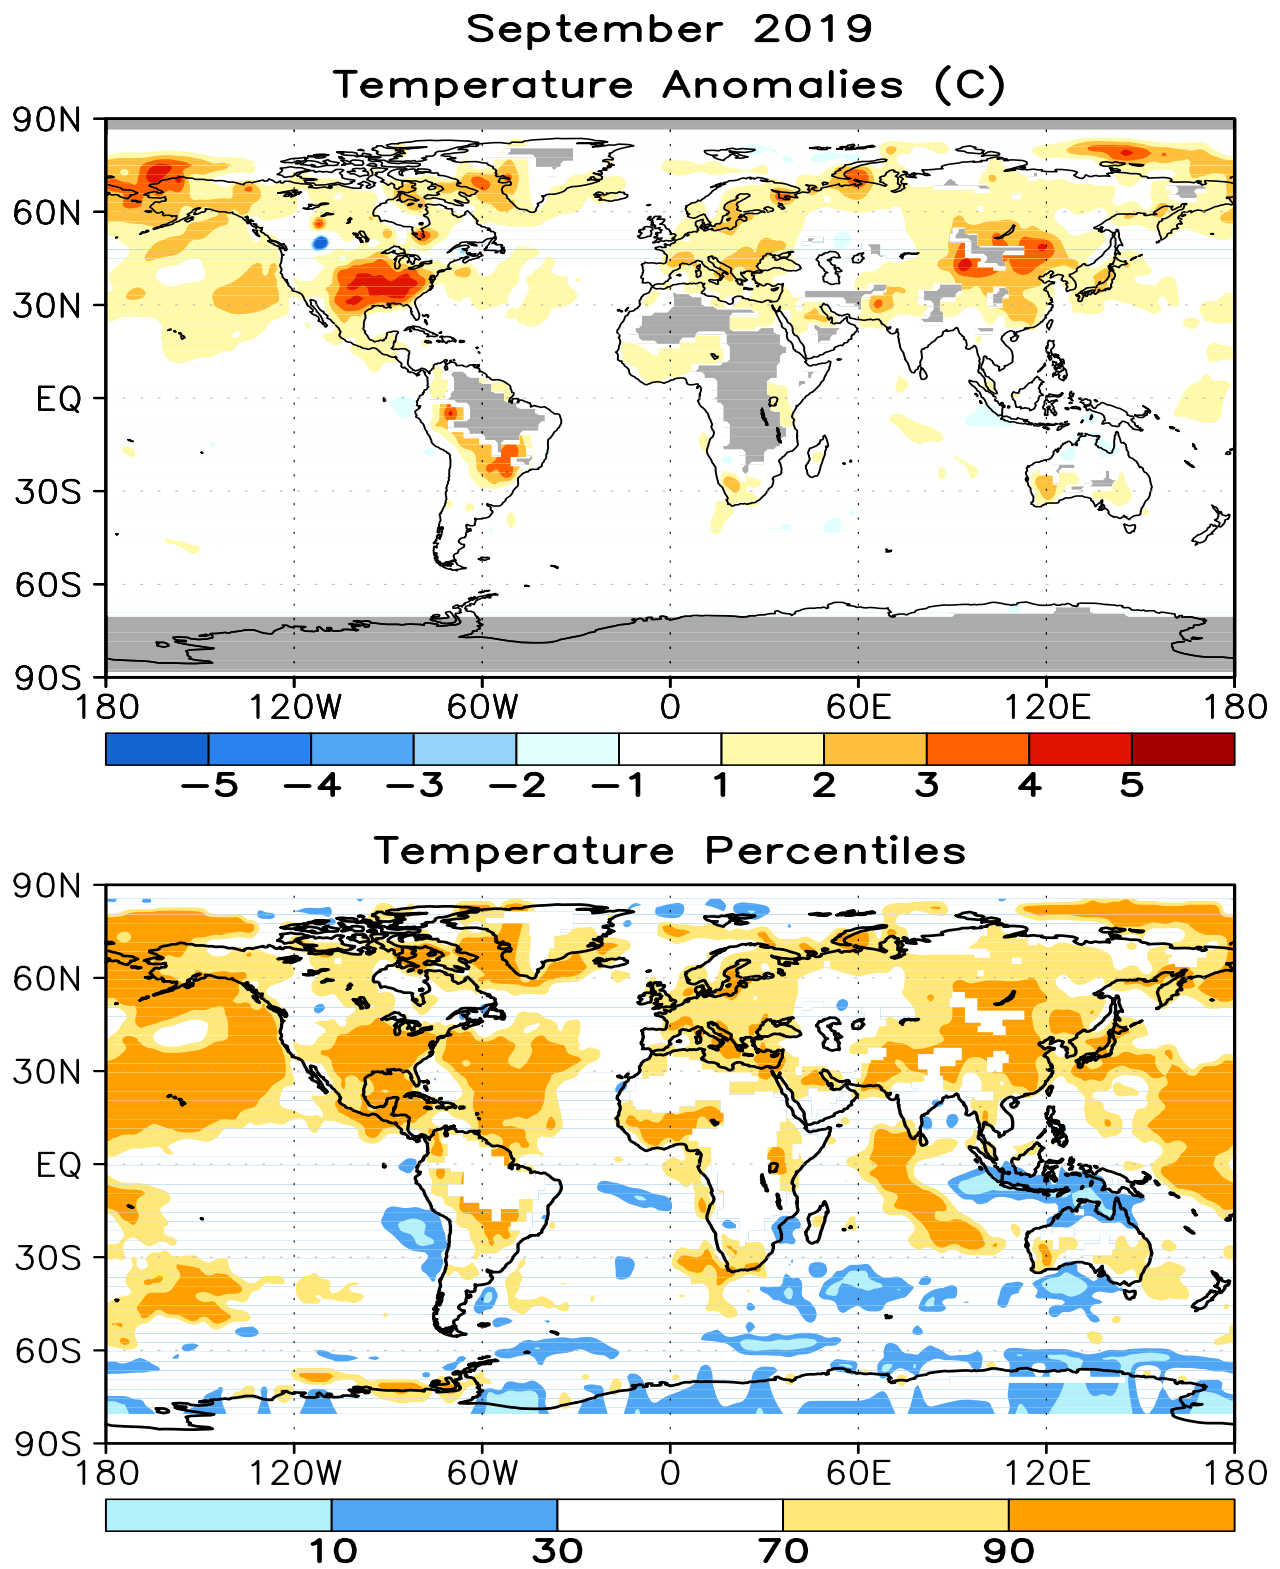 September 2019
Temperature Anomalies (C)
90N
60N
30N
EQ
30S
60S
90S
180 120W 60W 0 60E 120E 180
−5 −4 −3 −2 −1 1 2 3 4 5
Temperature Percentiles
90N
60N
30N
EQ
30S
60S
90S
180 120W 60W 0 60E 120E 180
10 30 70 90